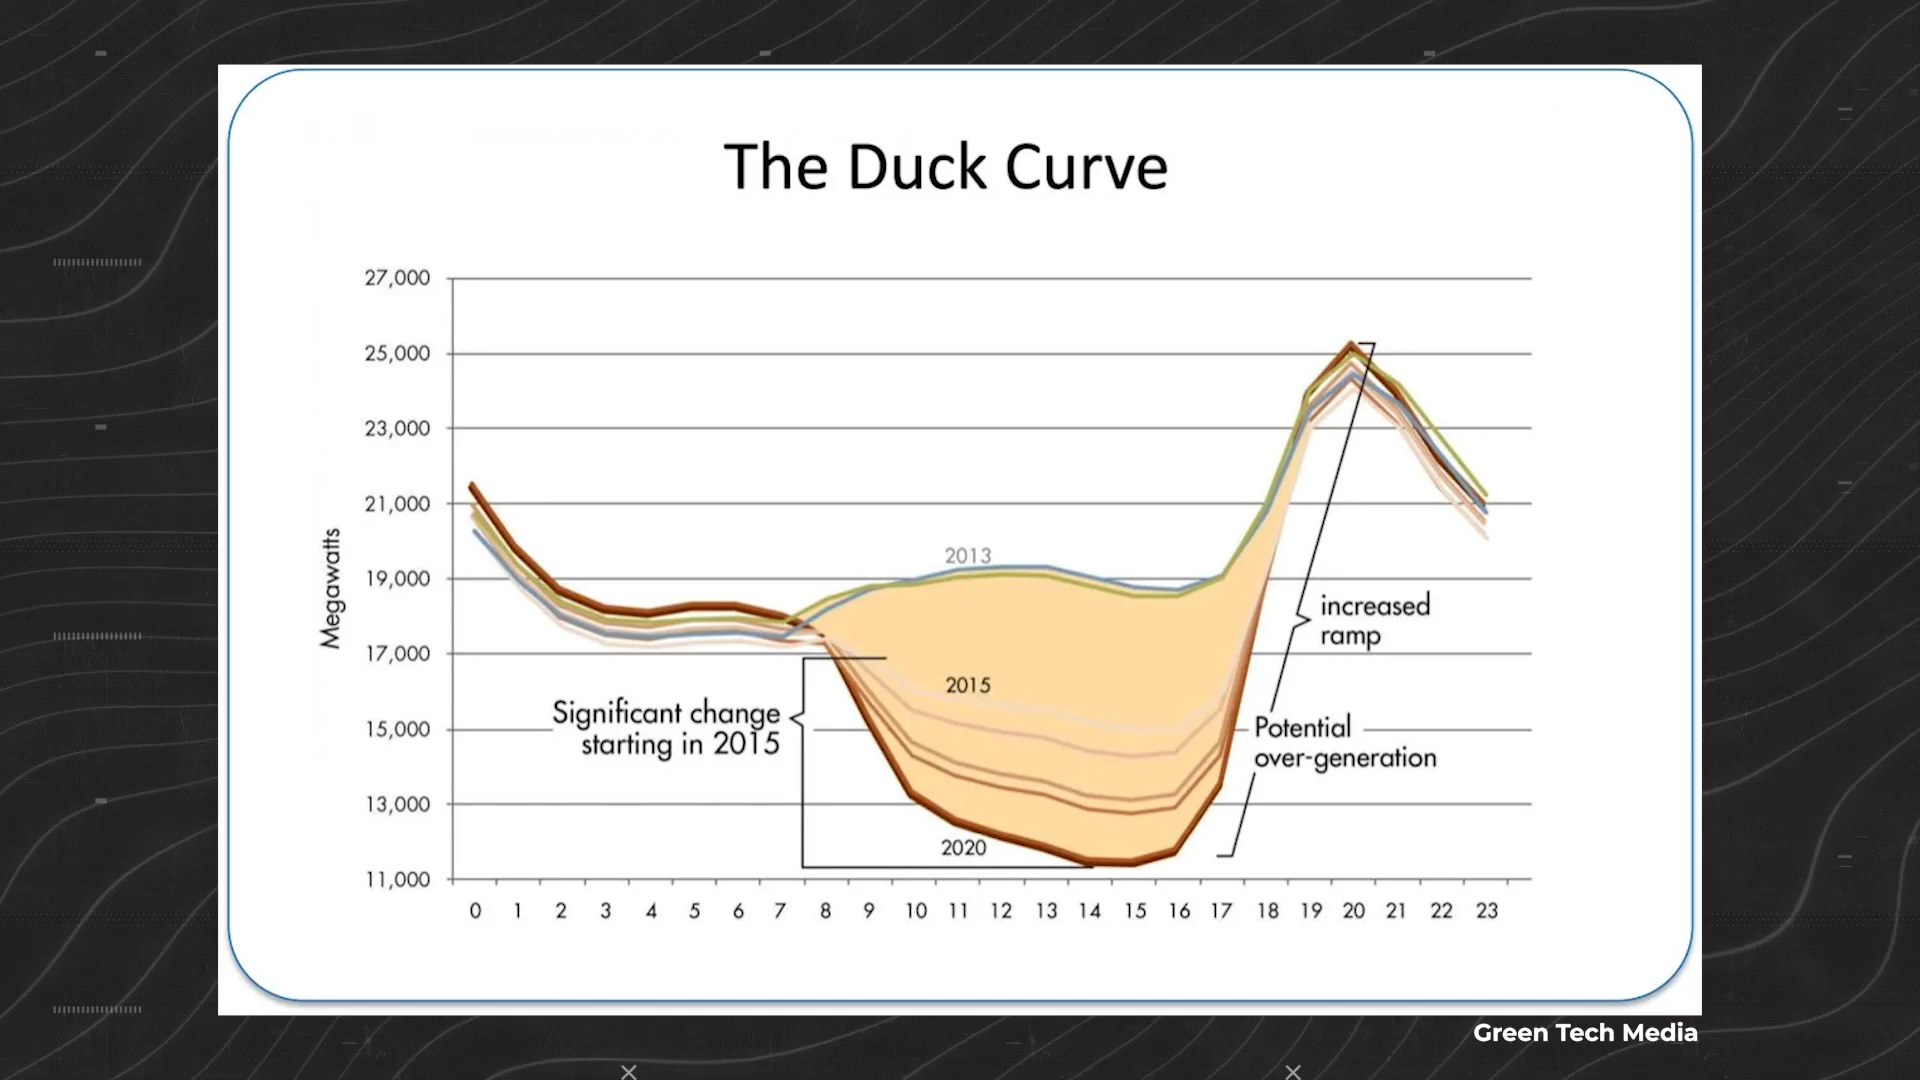 The Duck Curve
27,000
25,000
23,000
21,000
19,000
17,000
15,000
13,000
11,000
Megawatts
2013
2015
2020
Significant change
starting in 2015
increased
ramp
Potential
over-generation
0 1 2 3 4 5 6 7 8 9 10 11 12 13 14 15 16 17 18 19 20 21 22 23
Green Tech Media